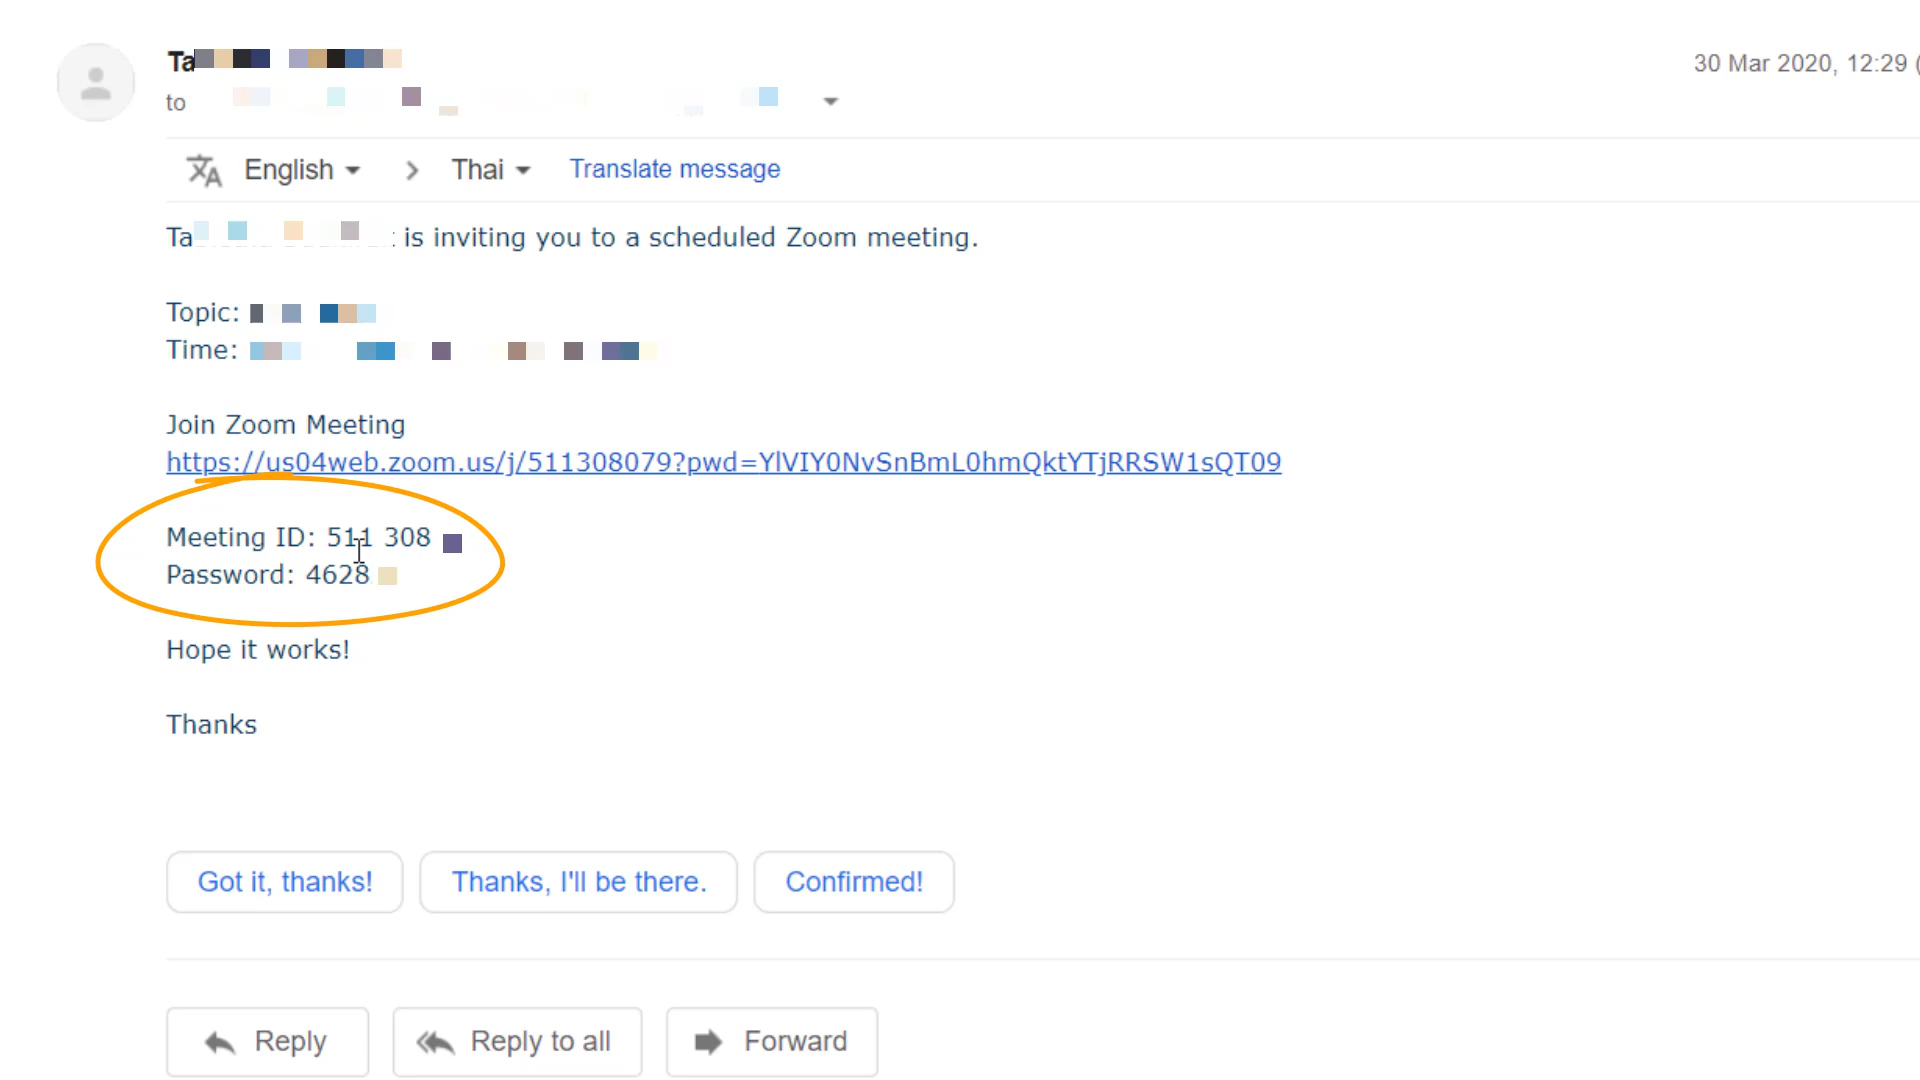 Ta
30 Mar 2020, 12:29 (
to
English > Thai Translate message
Ta is inviting you to a scheduled Zoom meeting.
Topic:
Time:
Join Zoom Meeting
https://us04web.zoom.us/j/511308079?pwd=YlVIY0NvSnBmL0hmQktYTjRRSW1sQT09
Meeting ID: 511 308
Password: 4628
Hope it works!
Thanks
Got it, thanks! Thanks, I'll be there. Confirmed!
Reply Reply to all Forward